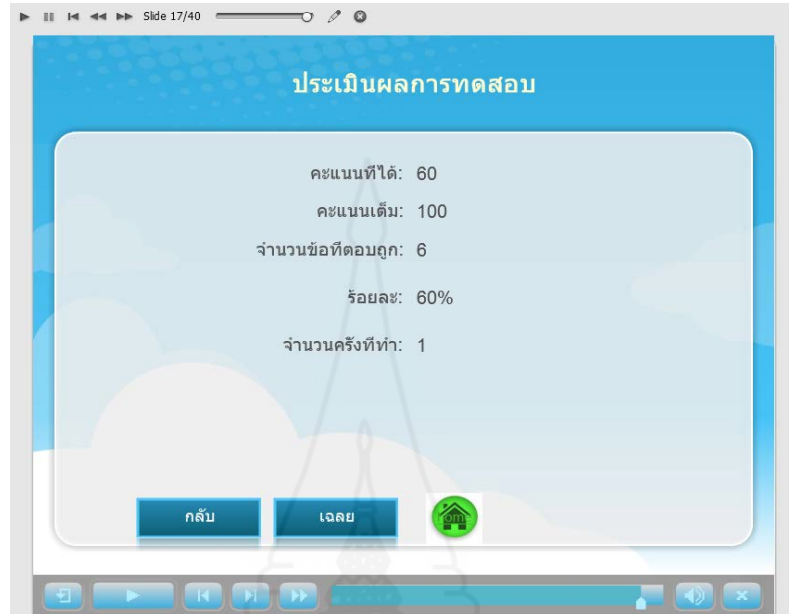 Slide 17/40
ประเมินผลการทดสอบ
คะแนนที่ได้: 60
คะแนนเต็ม: 100
จำนวนข้อที่ตอบถูก: 6
ร้อยละ: 60%
จำนวนครั้งที่ทำ: 1
กลับ
เฉลย
Home